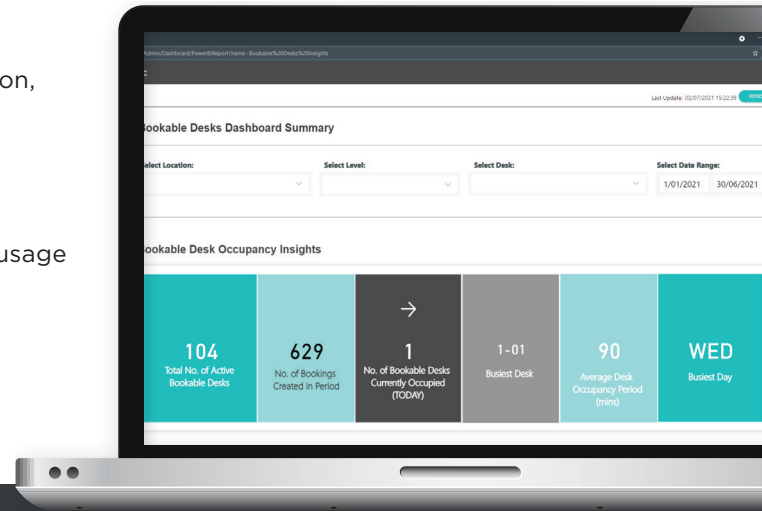 on,
usage
Admin/Dashboard/PowerBIReport?name=Bookable%20Desks%20Insights
Last Update: 02/07/2021 15:22:39
Bookable Desks Dashboard Summary
Select Location:
Select Level:
Select Desk:
Select Date Range:
1/01/2021 30/06/2021
Bookable Desk Occupancy Insights
104
Total No. of Active
Bookable Desks
629
No. of Bookings
Created in Period
→
1
No. of Bookable Desks
Currently Occupied
(TODAY)
1-01
Busiest Desk
90
Average Desk
Occupancy Period
(mins)
WED
Busiest Day